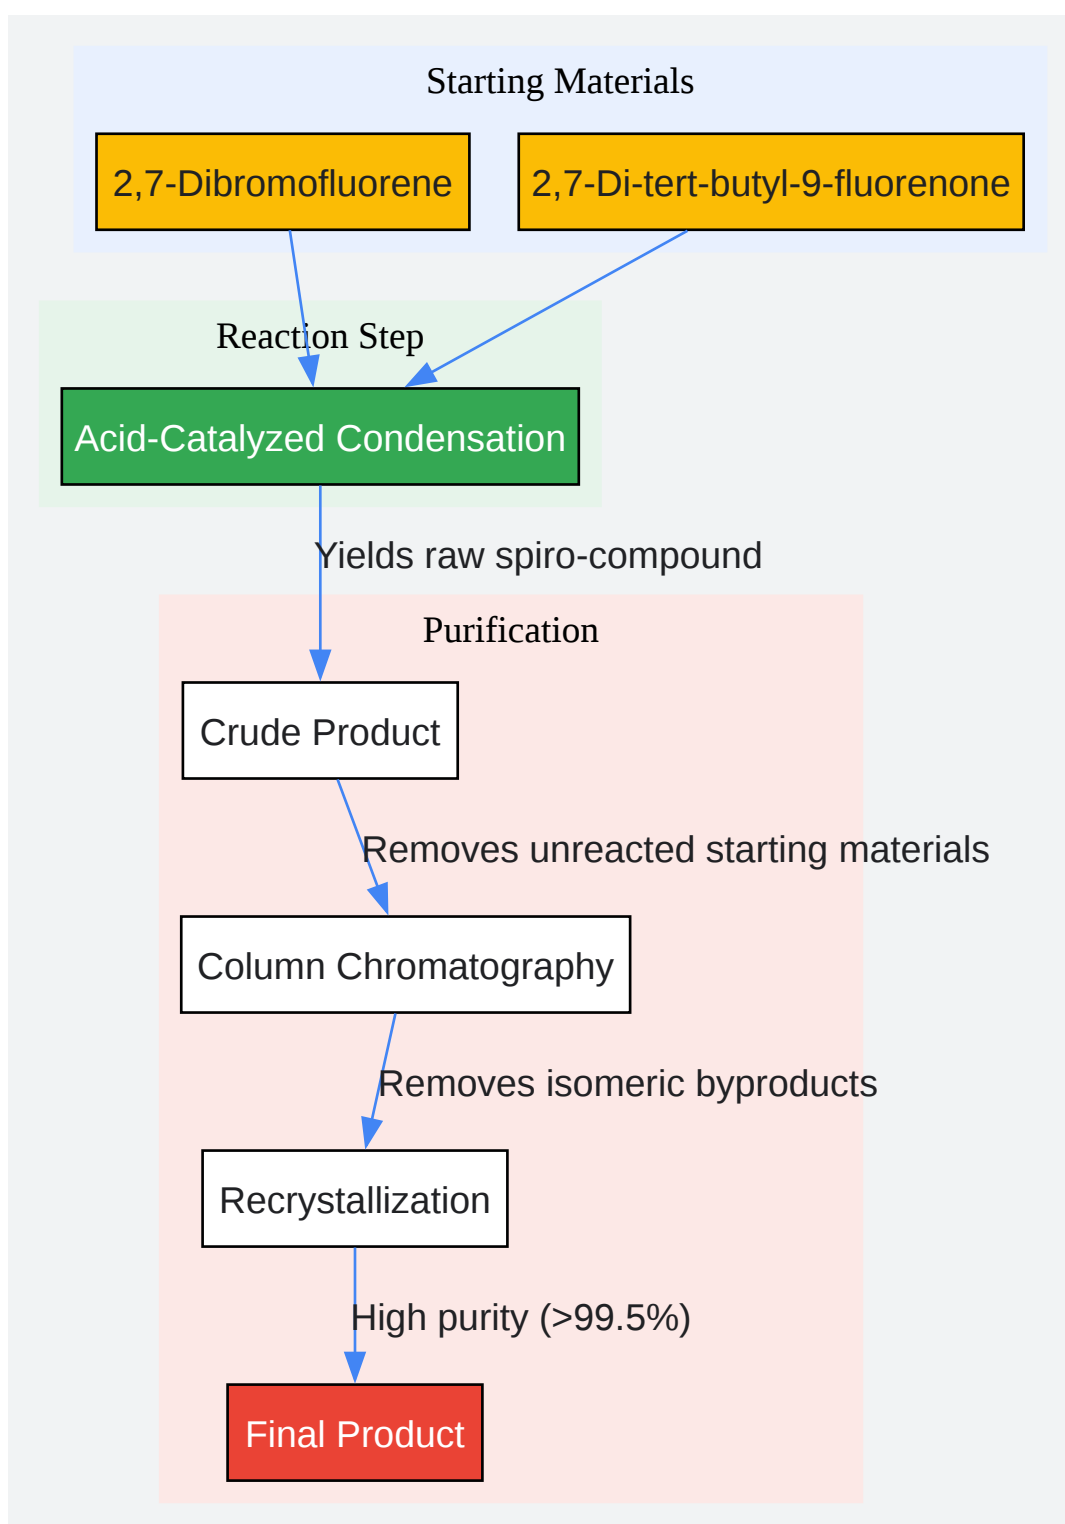 Starting Materials
2,7-Dibromofluorene
2,7-Di-tert-butyl-9-fluorenone
Reaction Step
Acid-Catalyzed Condensation
Yields raw spiro-compound
Purification
Crude Product
Removes unreacted starting materials
Column Chromatography
Removes isomeric byproducts
Recrystallization
High purity (>99.5%)
Final Product